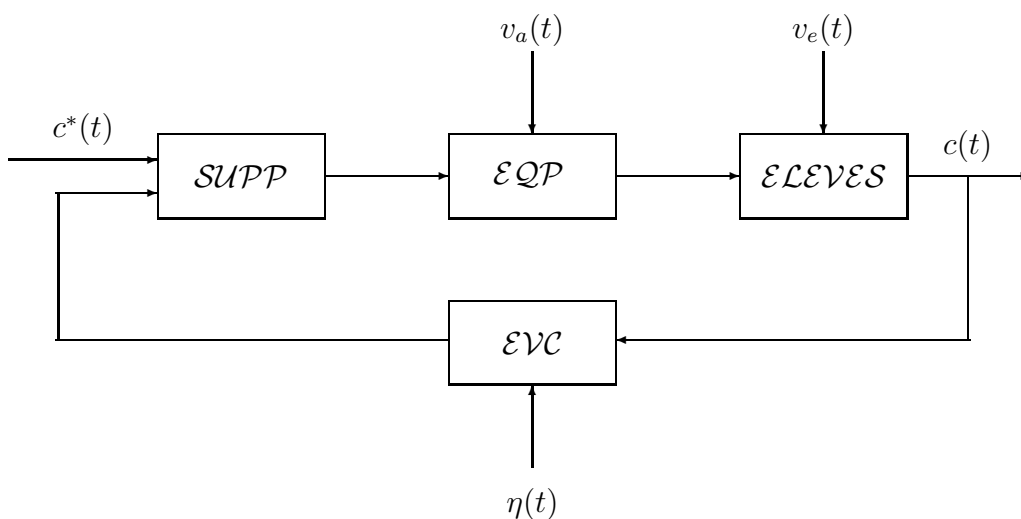 v_a(t)
v_e(t)
c*(t)
SUPP
EQP
ELEVES
c(t)
EVC
η(t)